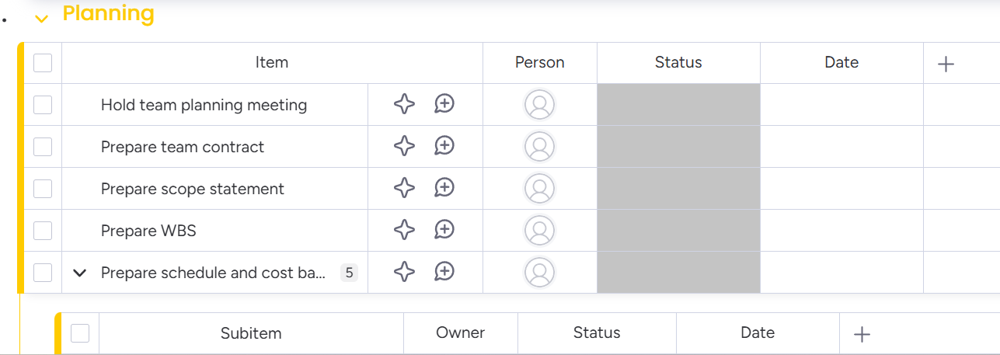 Planning
Item Person Status Date
Hold team planning meeting
Prepare team contract
Prepare scope statement
Prepare WBS
Prepare schedule and cost ba... 5
Subitem Owner Status Date